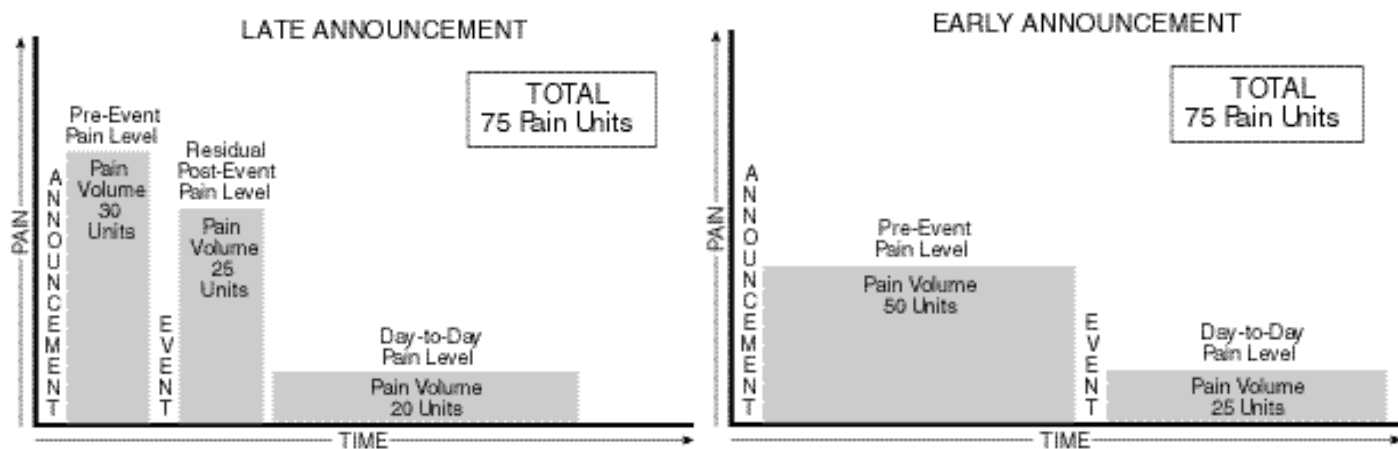 LATE ANNOUNCEMENT
TOTAL
75 Pain Units
Pre-Event
Pain Level
Pain
Volume
30
Units
Residual
Post-Event
Pain Level
Pain
Volume
25
Units
Day-to-Day
Pain Level
Pain Volume
20 Units
ANNOUNCEMENT
EVENT
PAIN
TIME
EARLY ANNOUNCEMENT
TOTAL
75 Pain Units
Pre-Event
Pain Level
Pain Volume
50 Units
Day-to-Day
Pain Level
Pain Volume
25 Units
ANNOUNCEMENT
EVENT
PAIN
TIME